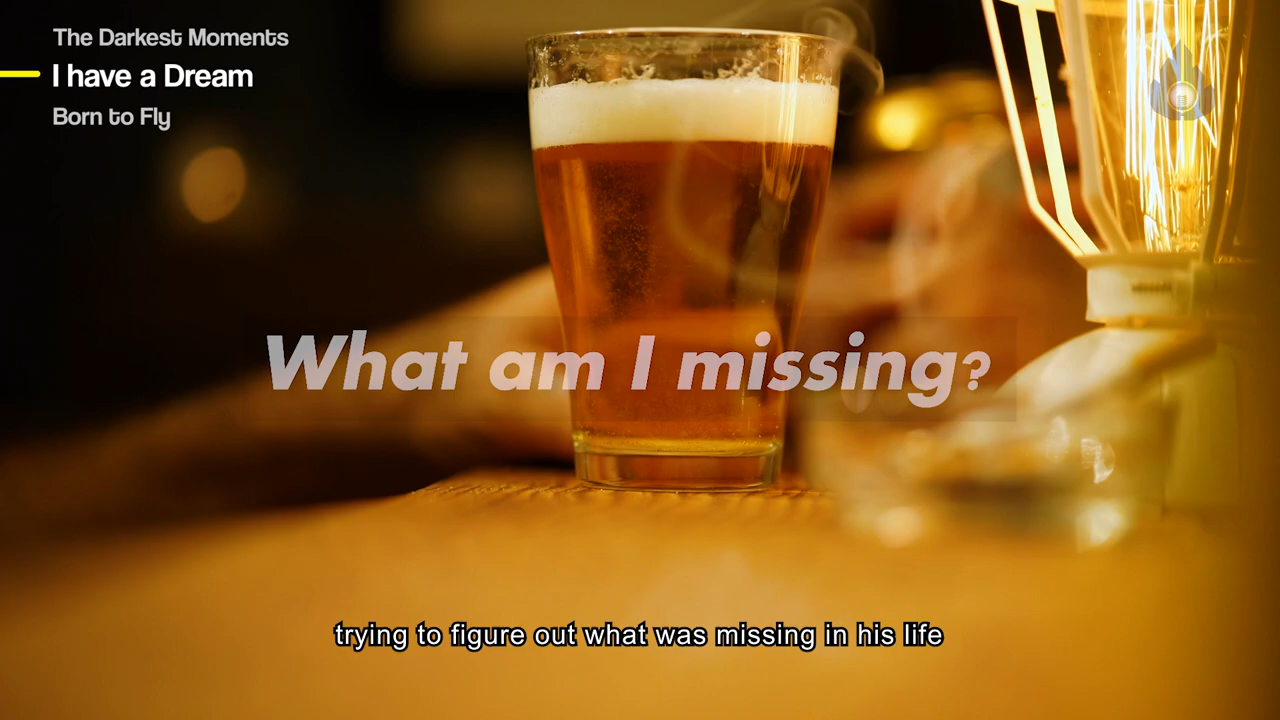 The Darkest Moments
I have a Dream
Born to Fly
What am I missing?
trying to figure out what was missing in his life